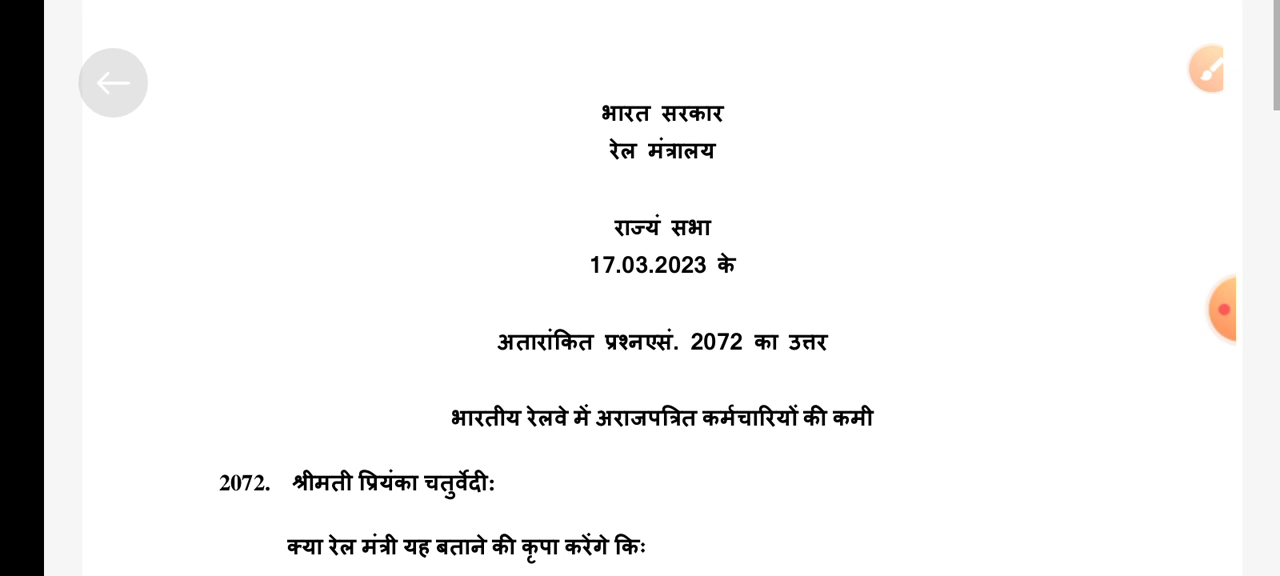 भारत सरकार
रेल मंत्रालय
राज्यं सभा
17.03.2023 के
अतारांकित प्रश्नएसं. 2072 का उत्तर
भारतीय रेलवे में अराजपत्रित कर्मचारियों की कमी
2072. श्रीमती प्रियंका चतुर्वेदी:
क्या रेल मंत्री यह बताने की कृपा करेंगे किः